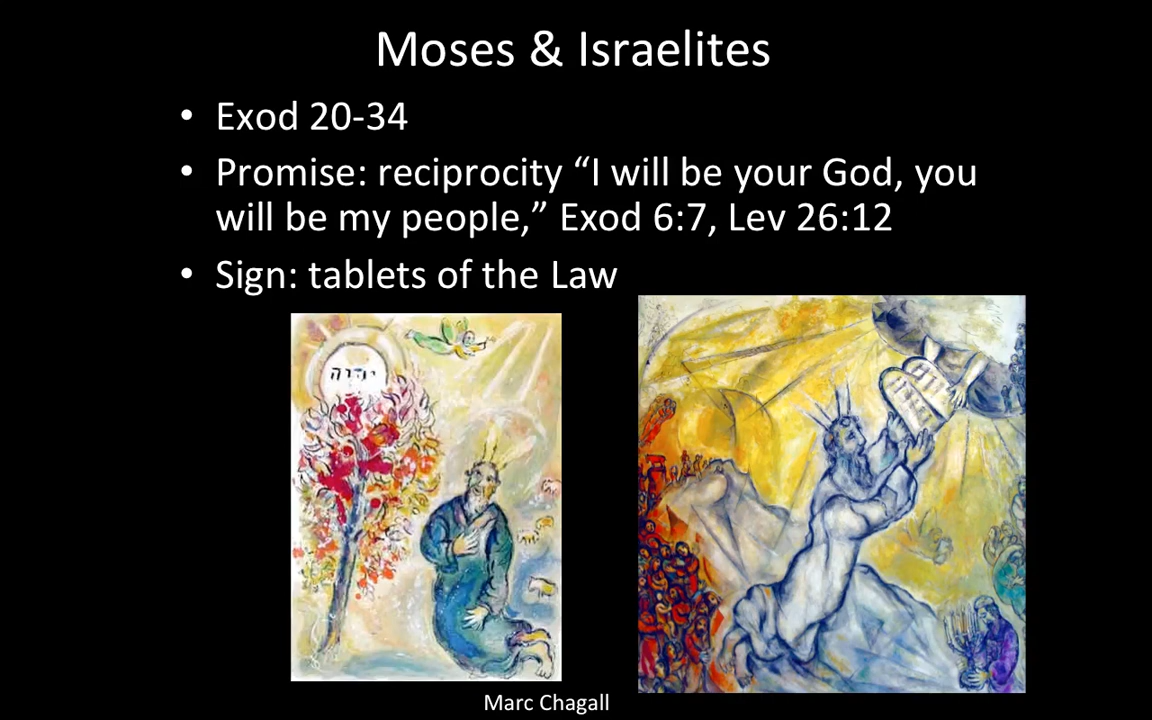 Moses & Israelites
• Exod 20-34
• Promise: reciprocity “I will be your God, you
will be my people,” Exod 6:7, Lev 26:12
• Sign: tablets of the Law
יהוה
Marc Chagall